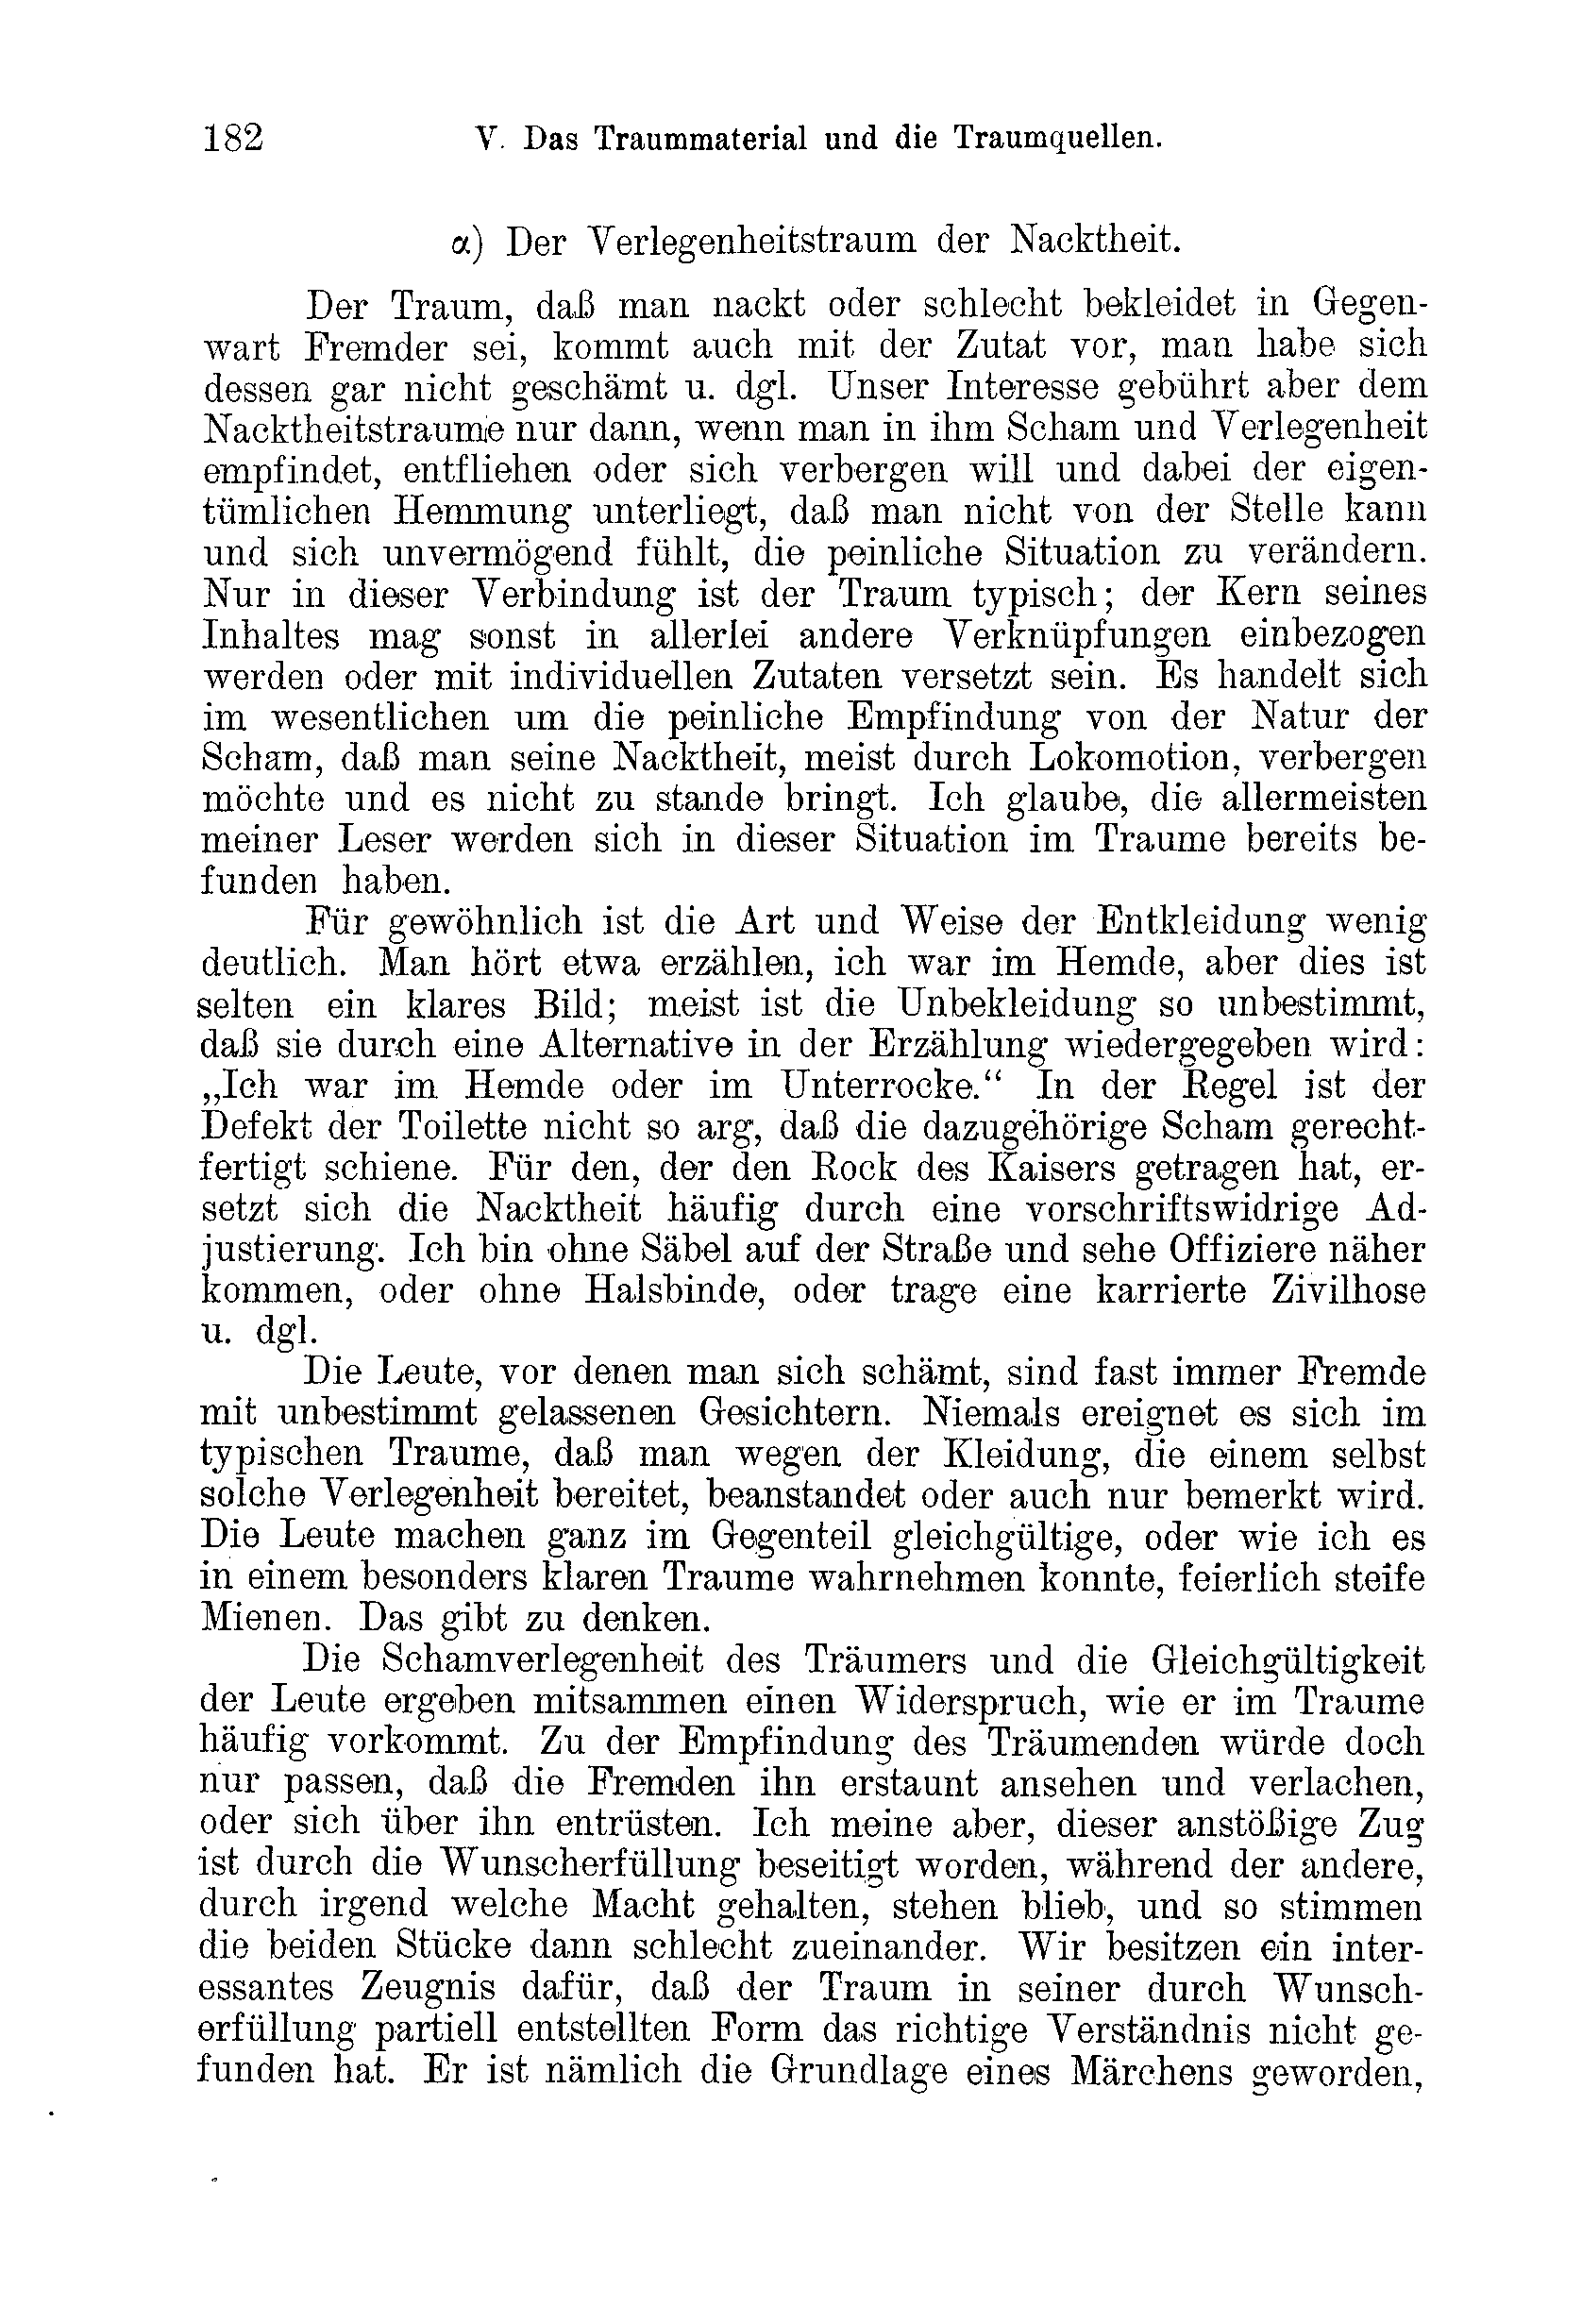 182 V. Das Traummaterial und die Traumquellen.
α) Der Verlegenheitstraum der Nacktheit.
Der Traum, daß man nackt oder schlecht bekleidet in Gegen-
wart Fremder sei, kommt auch mit der Zutat vor, man habe sich
dessen gar nicht geschämt u. dgl. Unser Interesse gebührt aber dem
Nacktheitstraume nur dann, wenn man in ihm Scham und Verlegenheit
empfindet, entfliehen oder sich verbergen will und dabei der eigen-
tümlichen Hemmung unterliegt, daß man nicht von der Stelle kann
und sich unvermögend fühlt, die peinliche Situation zu verändern.
Nur in dieser Verbindung ist der Traum typisch; der Kern seines
Inhaltes mag sonst in allerlei andere Verknüpfungen einbezogen
werden oder mit individuellen Zutaten versetzt sein. Es handelt sich
im wesentlichen um die peinliche Empfindung von der Natur der
Scham, daß man seine Nacktheit, meist durch Lokomotion, verbergen
möchte und es nicht zu stande bringt. Ich glaube, die allermeisten
meiner Leser werden sich in dieser Situation im Traume bereits be-
funden haben.
Für gewöhnlich ist die Art und Weise der Entkleidung wenig
deutlich. Man hört etwa erzählen, ich war im Hemde, aber dies ist
selten ein klares Bild; meist ist die Unbekleidung so unbestimmt,
daß sie durch eine Alternative in der Erzählung wiedergegeben wird:
„Ich war im Hemde oder im Unterrocke.“ In der Regel ist der
Defekt der Toilette nicht so arg, daß die dazugehörige Scham gerecht-
fertigt schiene. Für den, der den Rock des Kaisers getragen hat, er-
setzt sich die Nacktheit häufig durch eine vorschriftswidrige Ad-
justierung. Ich bin ohne Säbel auf der Straße und sehe Offiziere näher
kommen, oder ohne Halsbinde, oder trage eine karrierte Zivilhose
u. dgl.
Die Leute, vor denen man sich schämt, sind fast immer Fremde
mit unbestimmt gelassenen Gesichtern. Niemals ereignet es sich im
typischen Traume, daß man wegen der Kleidung, die einem selbst
solche Verlegenheit bereitet, beanstandet oder auch nur bemerkt wird.
Die Leute machen ganz im Gegenteil gleichgültige, oder wie ich es
in einem besonders klaren Traume wahrnehmen konnte, feierlich steife
Mienen. Das gibt zu denken.
Die Schamverlegenheit des Träumers und die Gleichgültigkeit
der Leute ergeben mitsammen einen Widerspruch, wie er im Traume
häufig vorkommt. Zu der Empfindung des Träumenden würde doch
nur passen, daß die Fremden ihn erstaunt ansehen und verlachen,
oder sich über ihn entrüsten. Ich meine aber, dieser anstößige Zug
ist durch die Wunscherfüllung beseitigt worden, während der andere,
durch irgend welche Macht gehalten, stehen blieb, und so stimmen
die beiden Stücke dann schlecht zueinander. Wir besitzen ein inter-
essantes Zeugnis dafür, daß der Traum in seiner durch Wunsch-
erfüllung partiell entstellten Form das richtige Verständnis nicht ge-
funden hat. Er ist nämlich die Grundlage eines Märchens geworden,